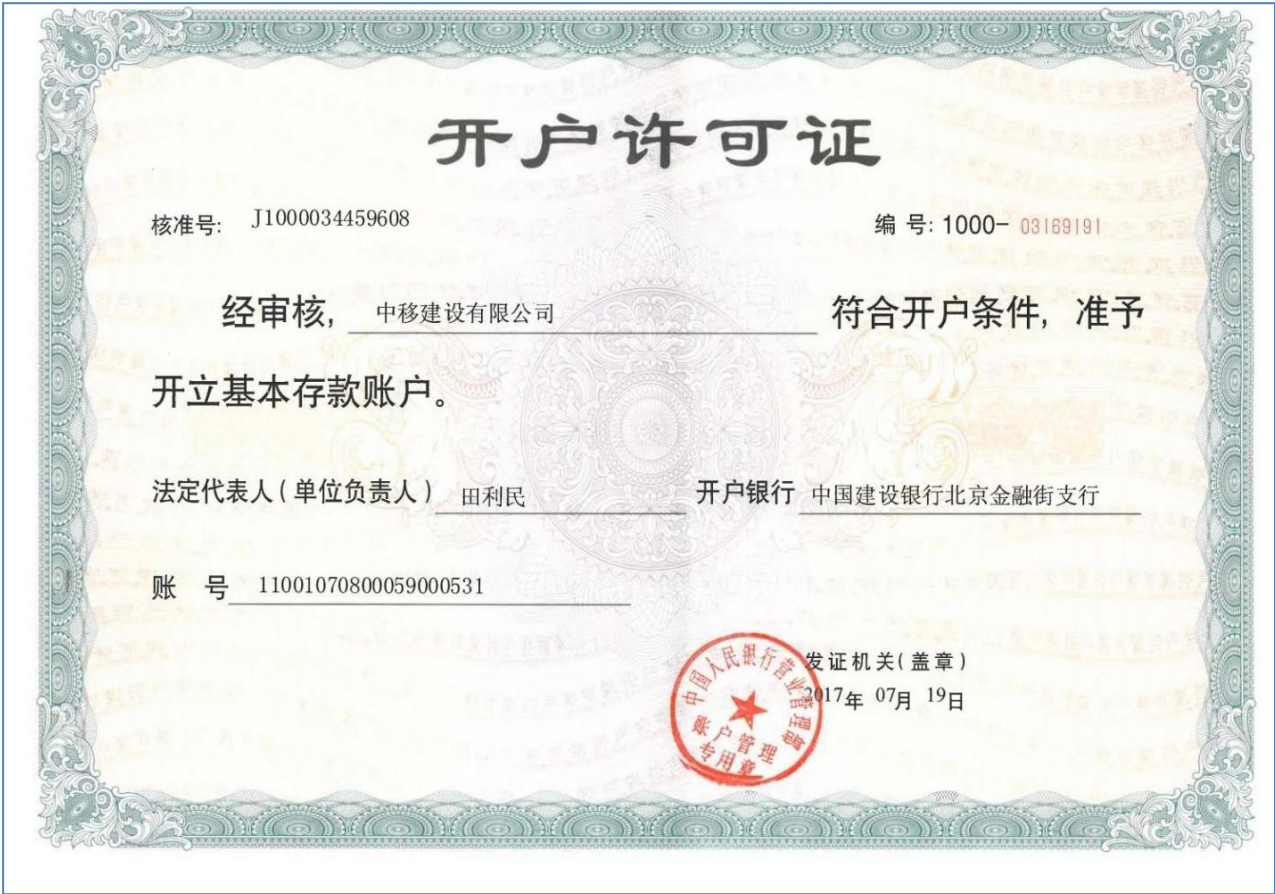 开户许可证
核准号: J1000034459608
编 号: 1000- 03169191
经审核, 中移建设有限公司 符合开户条件, 准予
开立基本存款账户。
法定代表人(单位负责人) 田利民 开户银行 中国建设银行北京金融街支行
账 号 11001070800059000531
发证机关(盖章)
2017年 07月 19日
中国人民银行营业管理部
账户管理
专用章